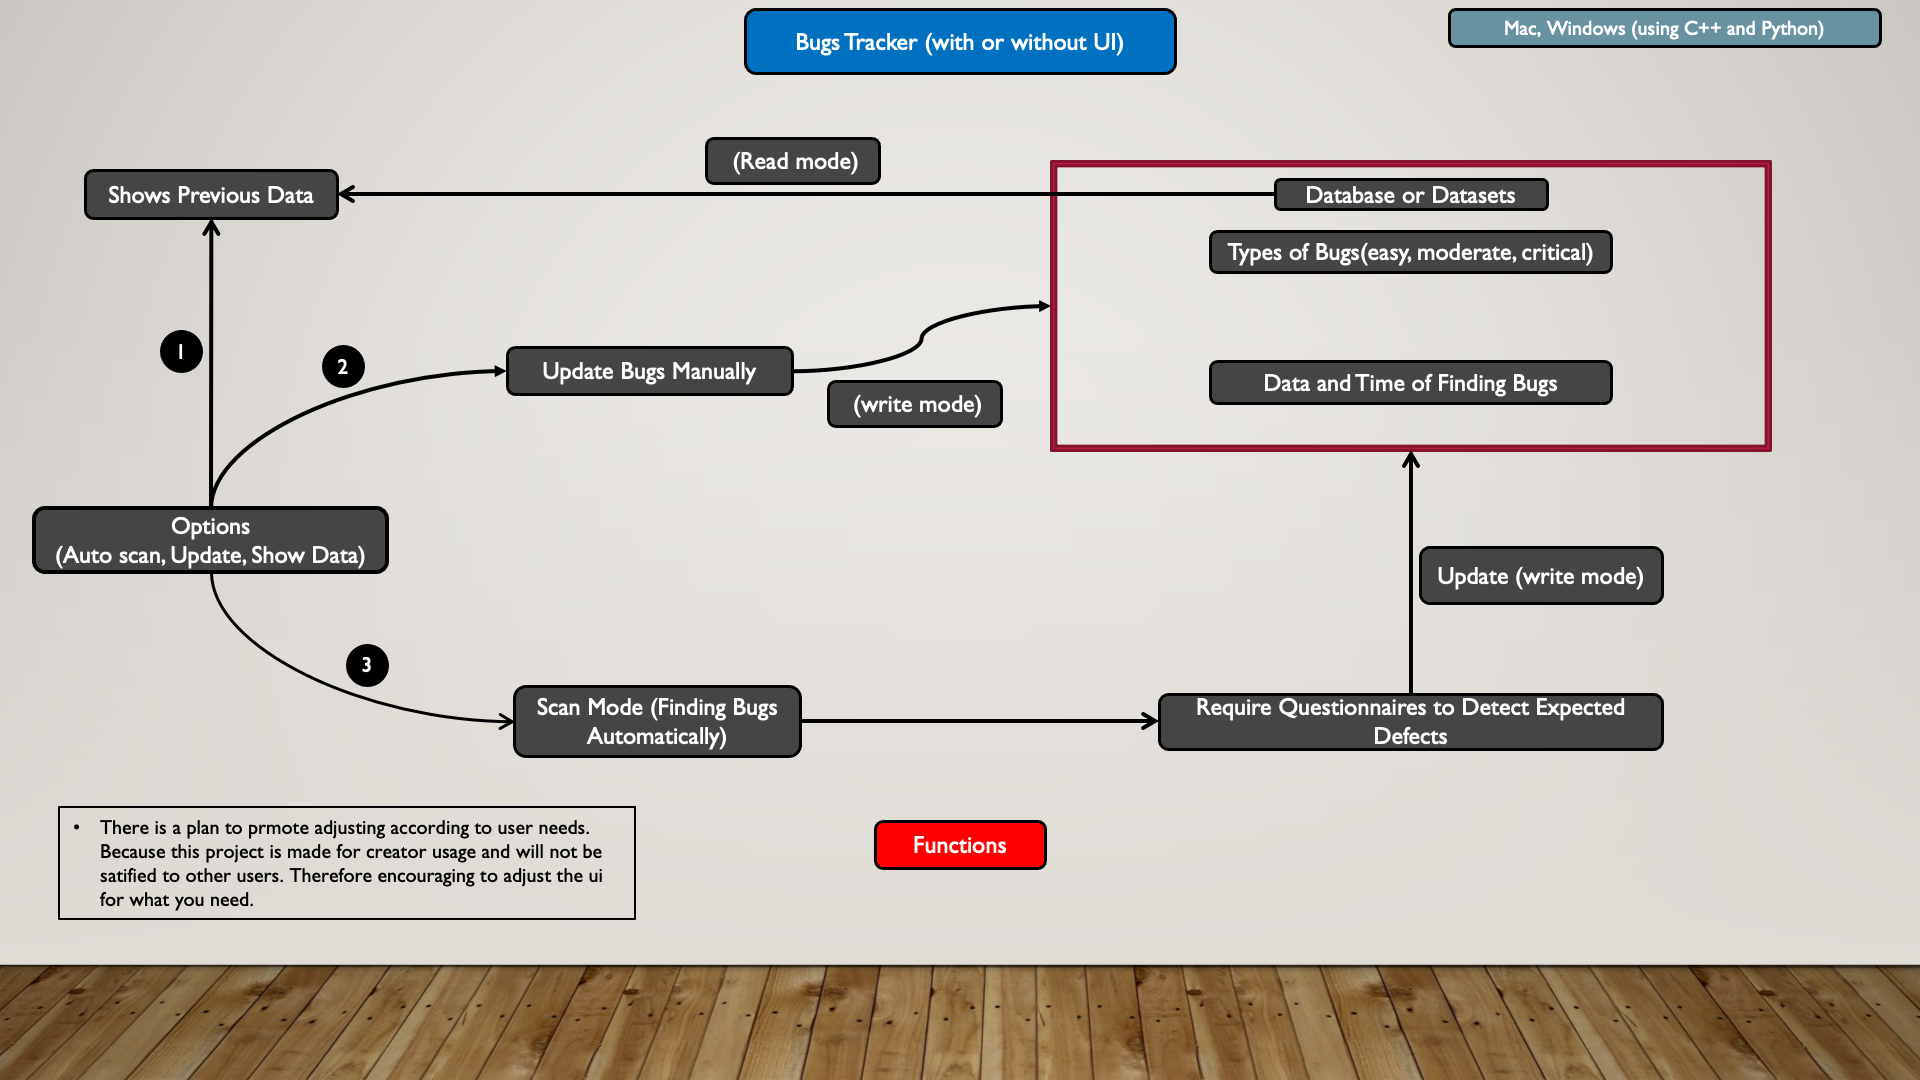 Bugs Tracker (with or without UI)
Mac, Windows (using C++ and Python)
(Read mode)
Shows Previous Data
Database or Datasets
Types of Bugs(easy, moderate, critical)
1
2
Update Bugs Manually
(write mode)
Data and Time of Finding Bugs
Options
(Auto scan, Update, Show Data)
Update (write mode)
3
Scan Mode (Finding Bugs
Automatically)
Require Questionnaires to Detect Expected
Defects
• There is a plan to prmote adjusting according to user needs.
Because this project is made for creator usage and will not be
satified to other users. Therefore encouraging to adjust the ui
for what you need.
Functions